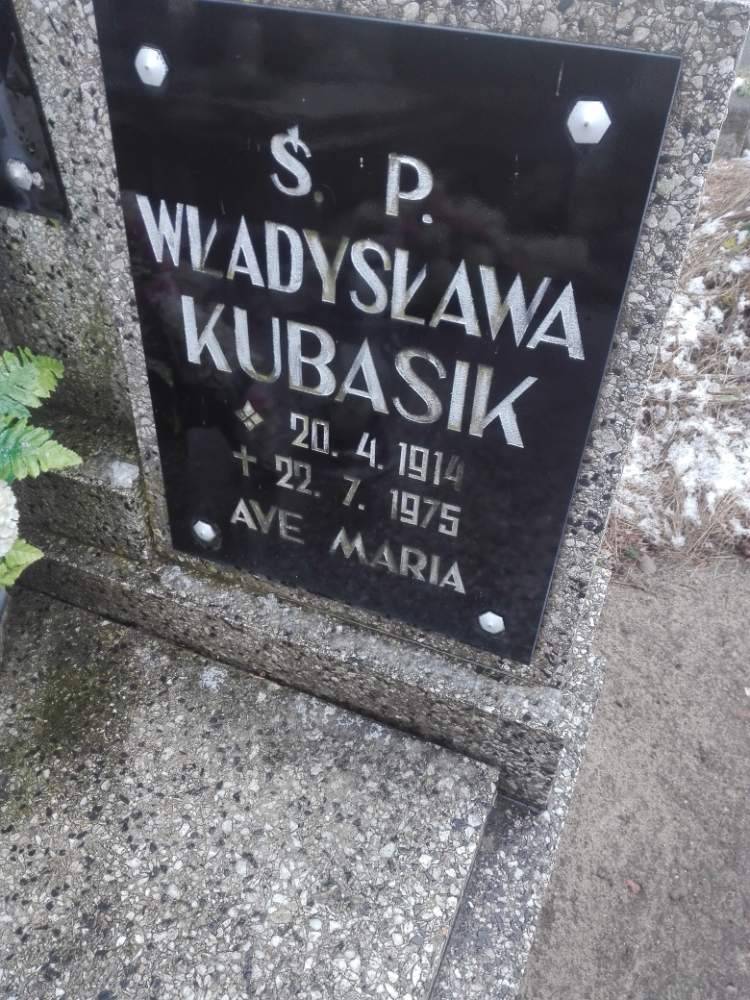 Ś. P.
WŁADYSŁAWA
KUBASIK
20. 4. 1914
22. 7. 1975
AVE MARIA